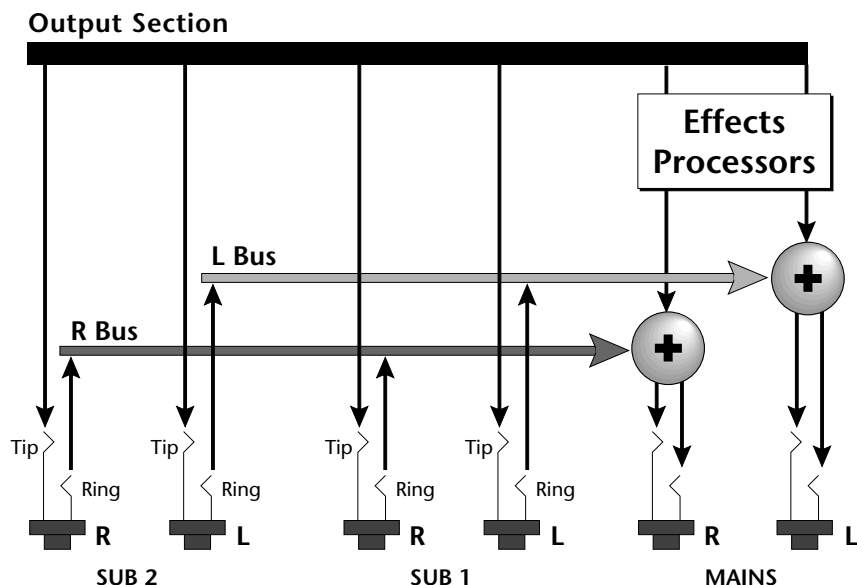 Output Section
Effects
Processors
L Bus
R Bus
Tip Tip Tip Tip
Ring Ring Ring Ring
R L R L R L
SUB 2 SUB 1 MAINS